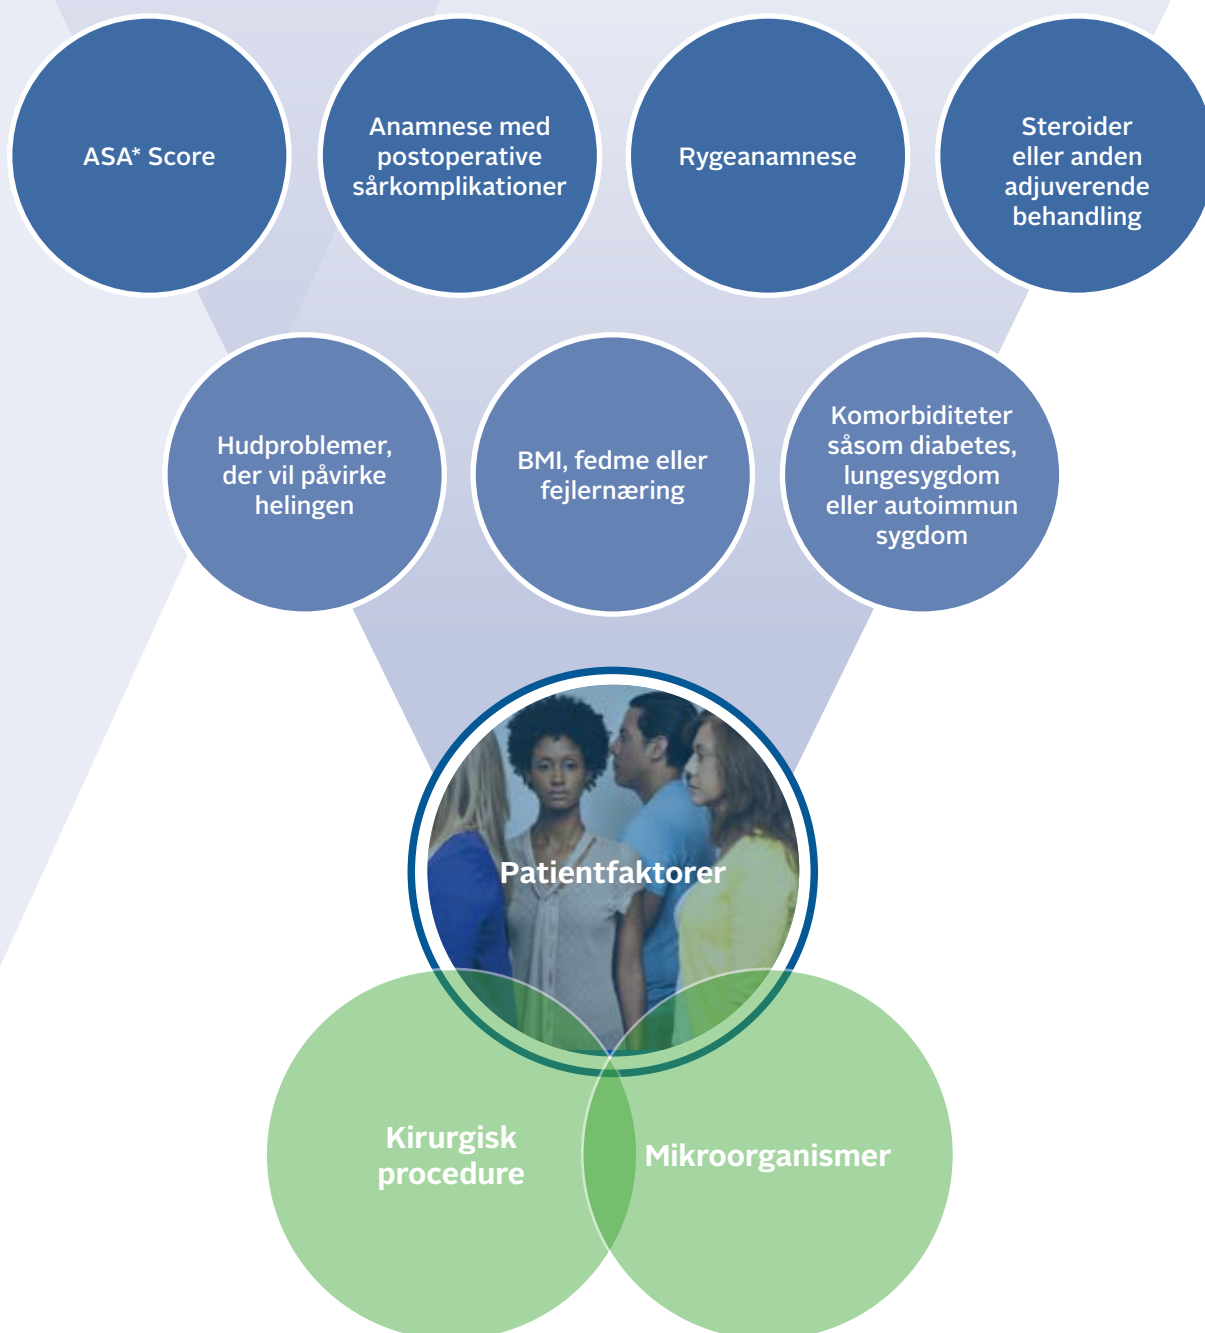 ASA* Score
Anamnese med
postoperative
sårkomplikationer
Rygeanamnese
Steroider
eller anden
adjuverende
behandling
Hudproblemer,
der vil påvirke
helingen
BMI, fedme eller
fejlernæring
Komorbiditeter
såsom diabetes,
lungesygdom
eller autoimmun
sygdom
Patientfaktorer
Kirurgisk
procedure
Mikroorganismer